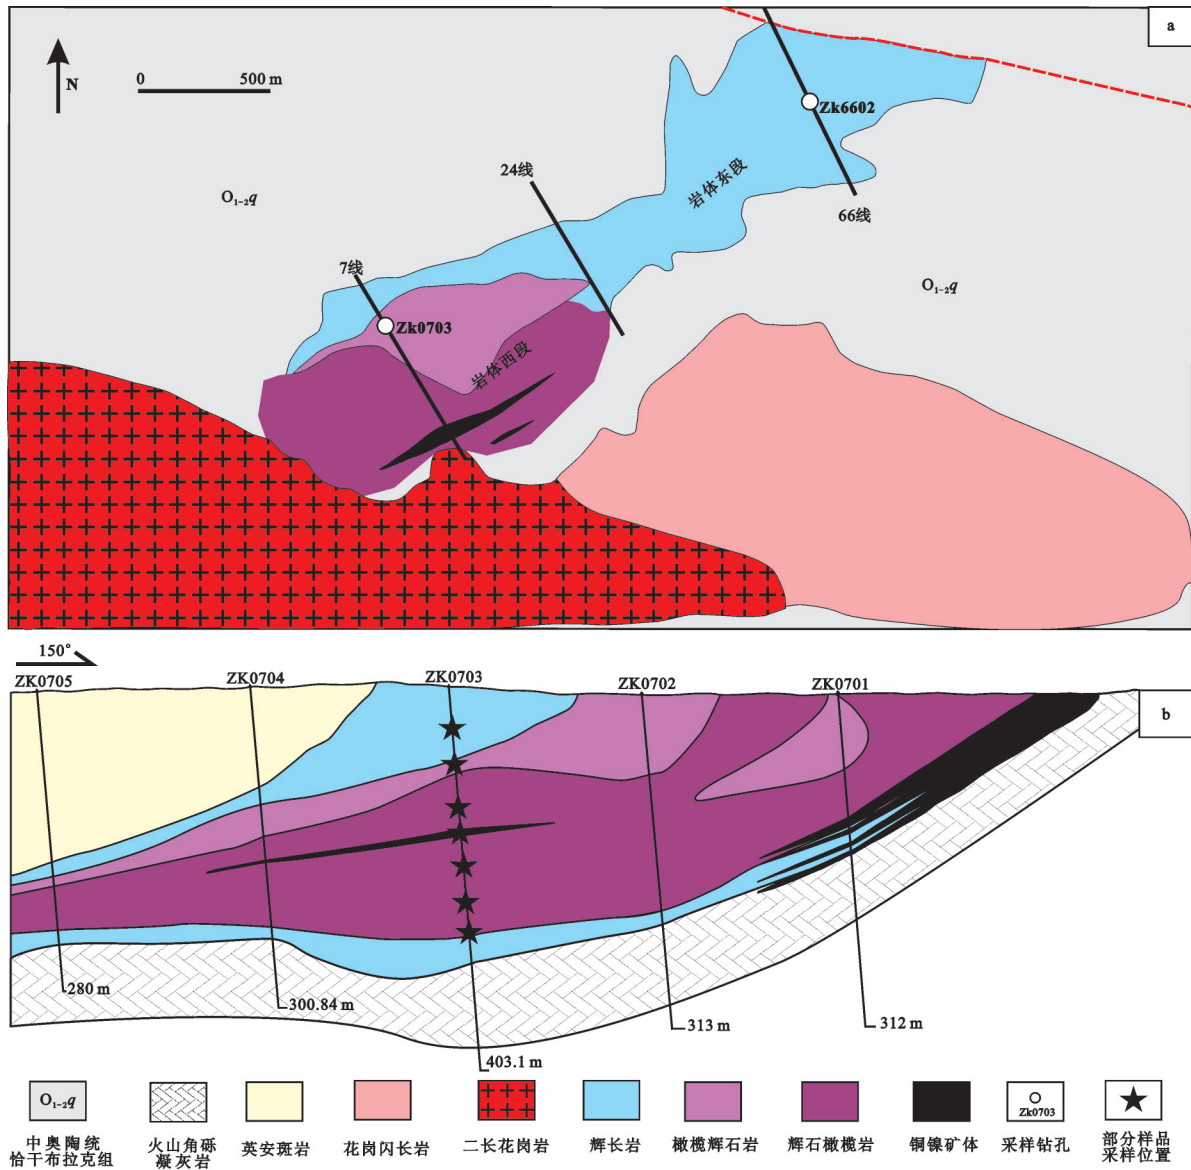 a
N
0 500 m
Zk6602
岩体东段
24线
O1-2q
66线
7线
O1-2q
Zk0703
岩体西段
150°
ZK0705
ZK0704
ZK0703
ZK0702
ZK0701
b
280 m
300.84 m
313 m
312 m
403.1 m
O1-2q
Zk0703
中奥陶统
恰干布拉克组
火山角砾
凝灰岩
英安斑岩
花岗闪长岩
二长花岗岩
辉长岩
橄榄辉石岩
辉石橄榄岩
铜镍矿体
采样钻孔
部分样品
采样位置